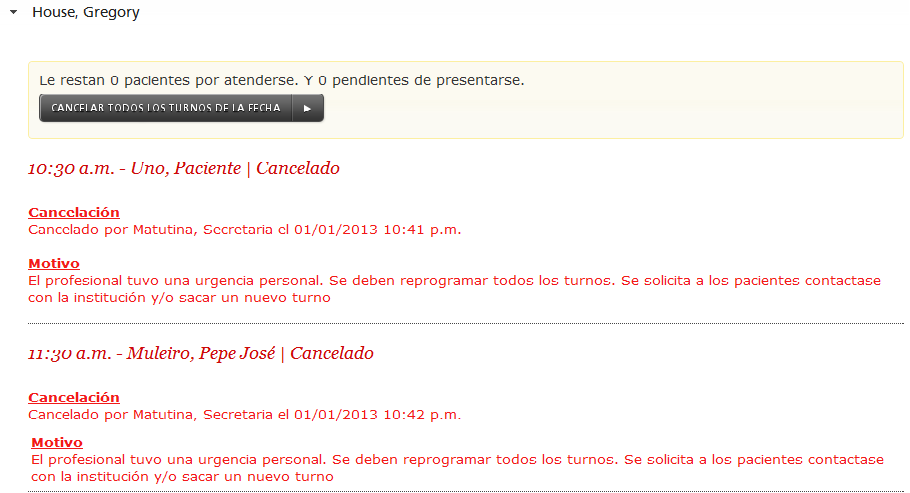 House, Gregory
Le restan 0 pacientes por atenderse. Y 0 pendientes de presentarse.
CANCELAR TODOS LOS TURNOS DE LA FECHA
10:30 a.m. - Uno, Paciente | Cancelado
Cancelación
Cancelado por Matutina, Secretaria el 01/01/2013 10:41 p.m.
Motivo
El profesional tuvo una urgencia personal. Se deben reprogramar todos los turnos. Se solicita a los pacientes contactase
con la institución y/o sacar un nuevo turno
11:30 a.m. - Muleiro, Pepe José | Cancelado
Cancelación
Cancelado por Matutina, Secretaria el 01/01/2013 10:42 p.m.
Motivo
El profesional tuvo una urgencia personal. Se deben reprogramar todos los turnos. Se solicita a los pacientes contactase
con la institución y/o sacar un nuevo turno